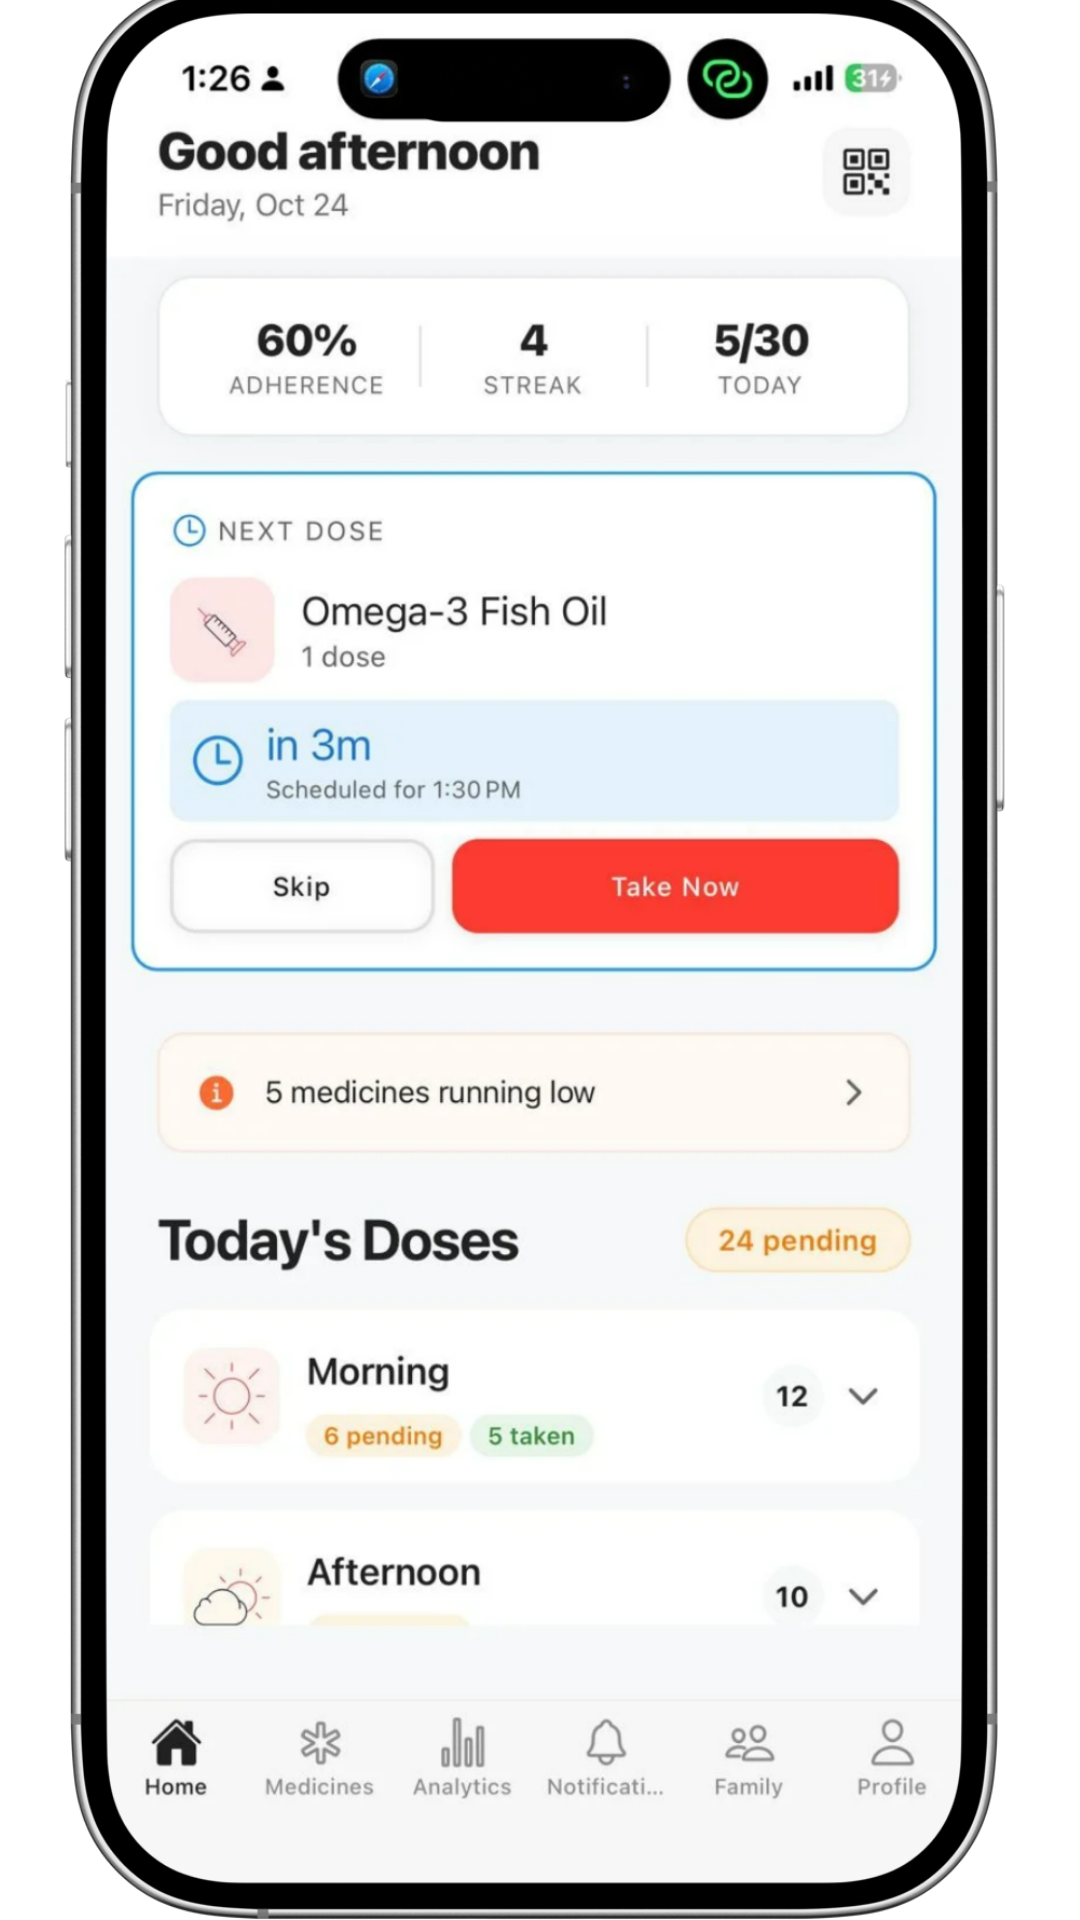 1:26
31
Good afternoon
Friday, Oct 24
60%
ADHERENCE
4
STREAK
5/30
TODAY
NEXT DOSE
Omega-3 Fish Oil
1 dose
in 3m
Scheduled for 1:30 PM
Skip
Take Now
5 medicines running low
Today's Doses
24 pending
Morning
6 pending
5 taken
12
Afternoon
10
Home
Medicines
Analytics
Notificati...
Family
Profile